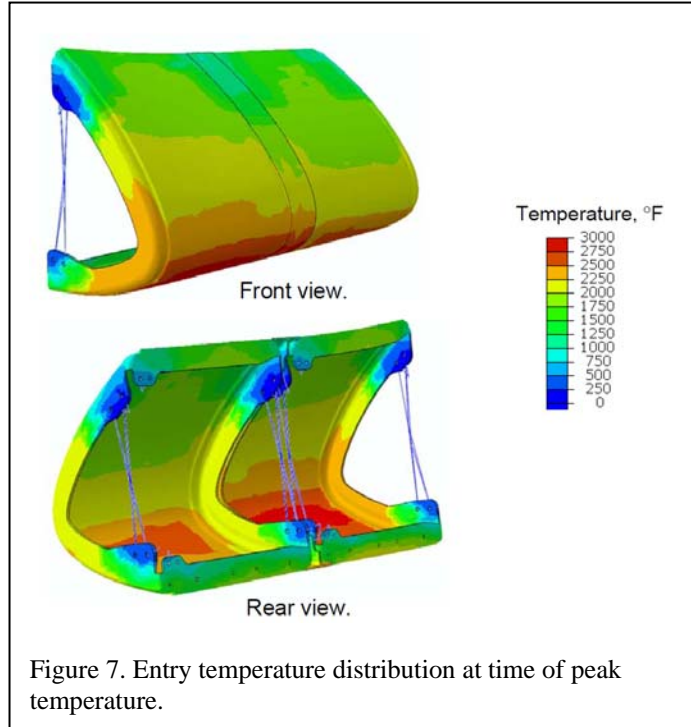 Temperature, °F
3000
2750
2500
2250
2000
1750
1500
1250
1000
750
500
250
0
Front view.
Rear view.
Figure 7. Entry temperature distribution at time of peak
temperature.